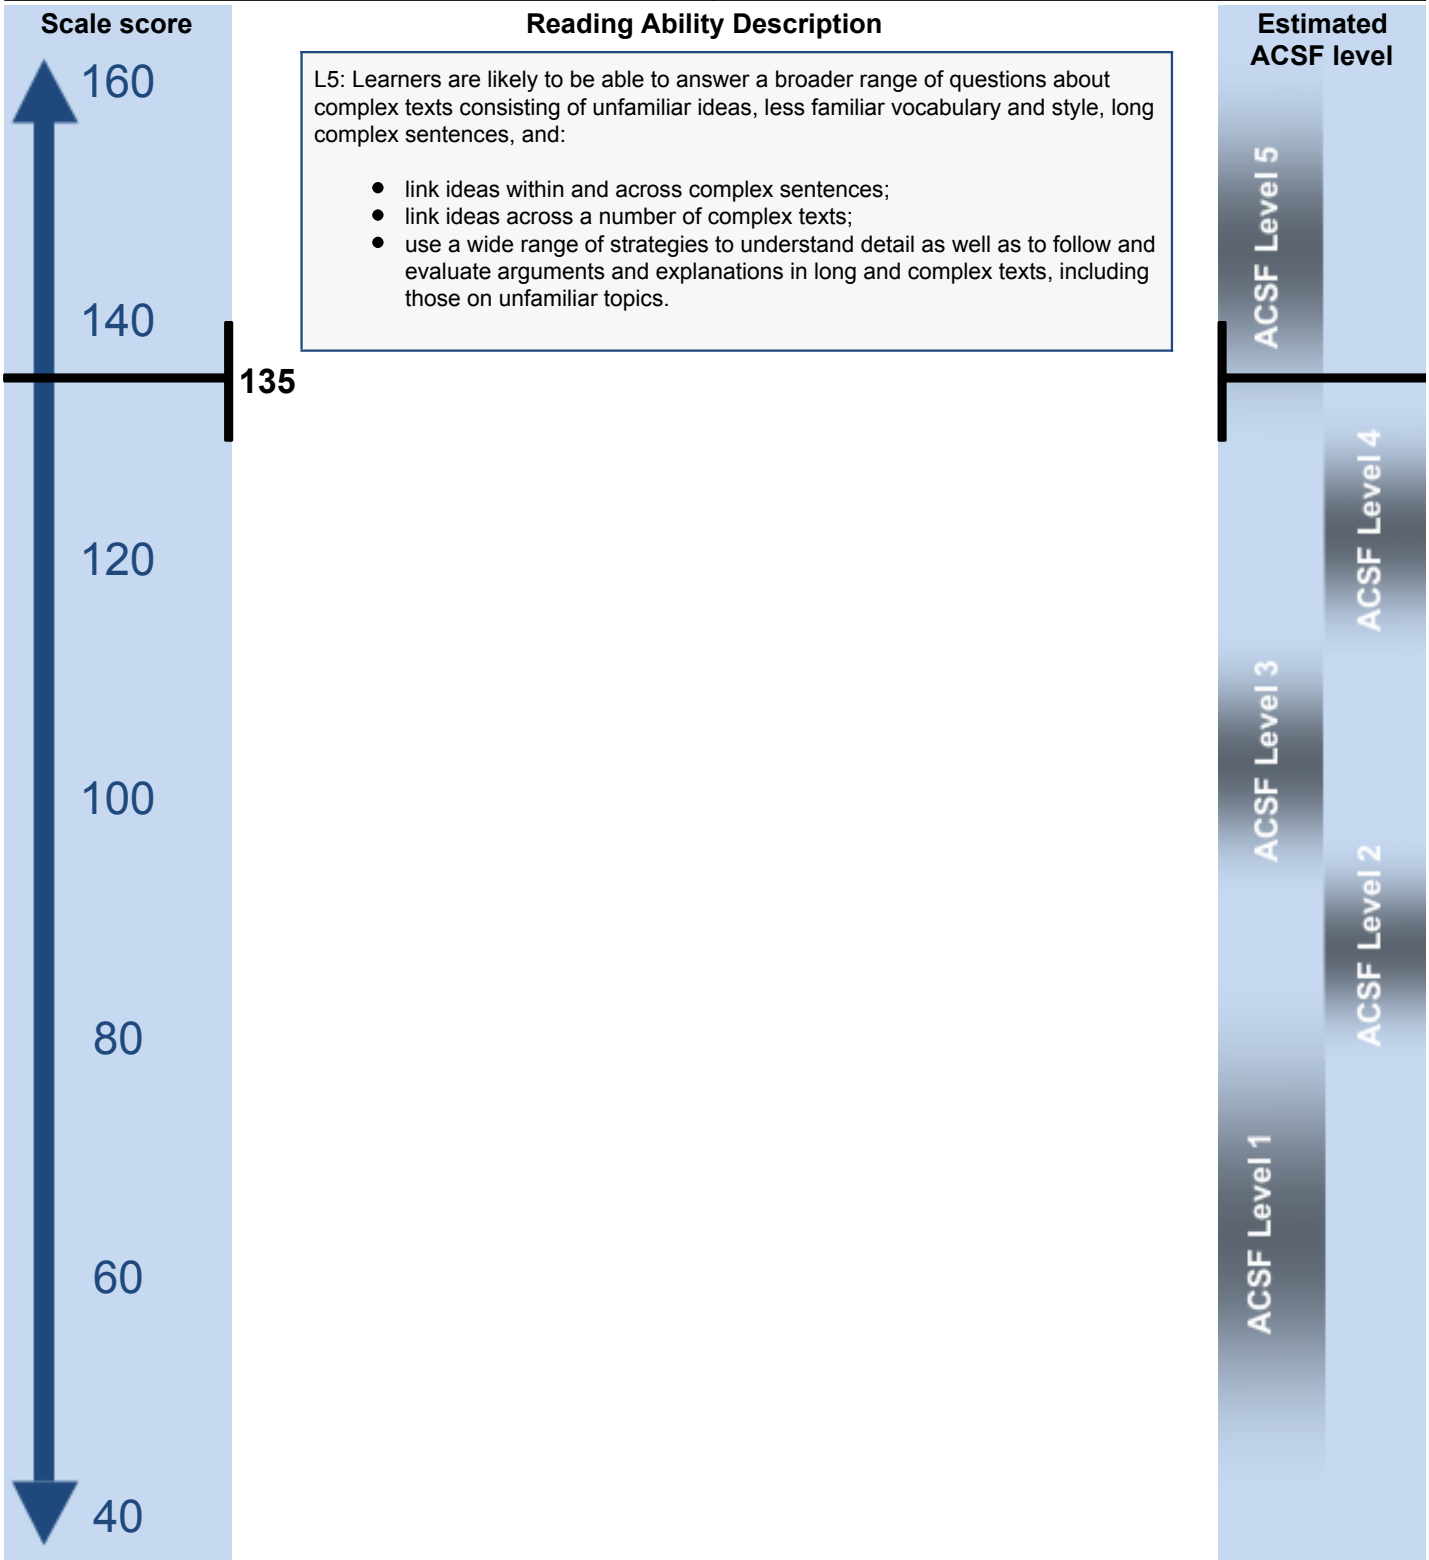 Scale score
Reading Ability Description
Estimated
ACSF level
160
L5: Learners are likely to be able to answer a broader range of questions about
complex texts consisting of unfamiliar ideas, less familiar vocabulary and style, long
complex sentences, and:
● link ideas within and across complex sentences;
● link ideas across a number of complex texts;
● use a wide range of strategies to understand detail as well as to follow and
evaluate arguments and explanations in long and complex texts, including
those on unfamiliar topics.
ACSF Level 5
140
135
ACSF Level 4
120
ACSF Level 3
100
ACSF Level 2
80
ACSF Level 1
60
40